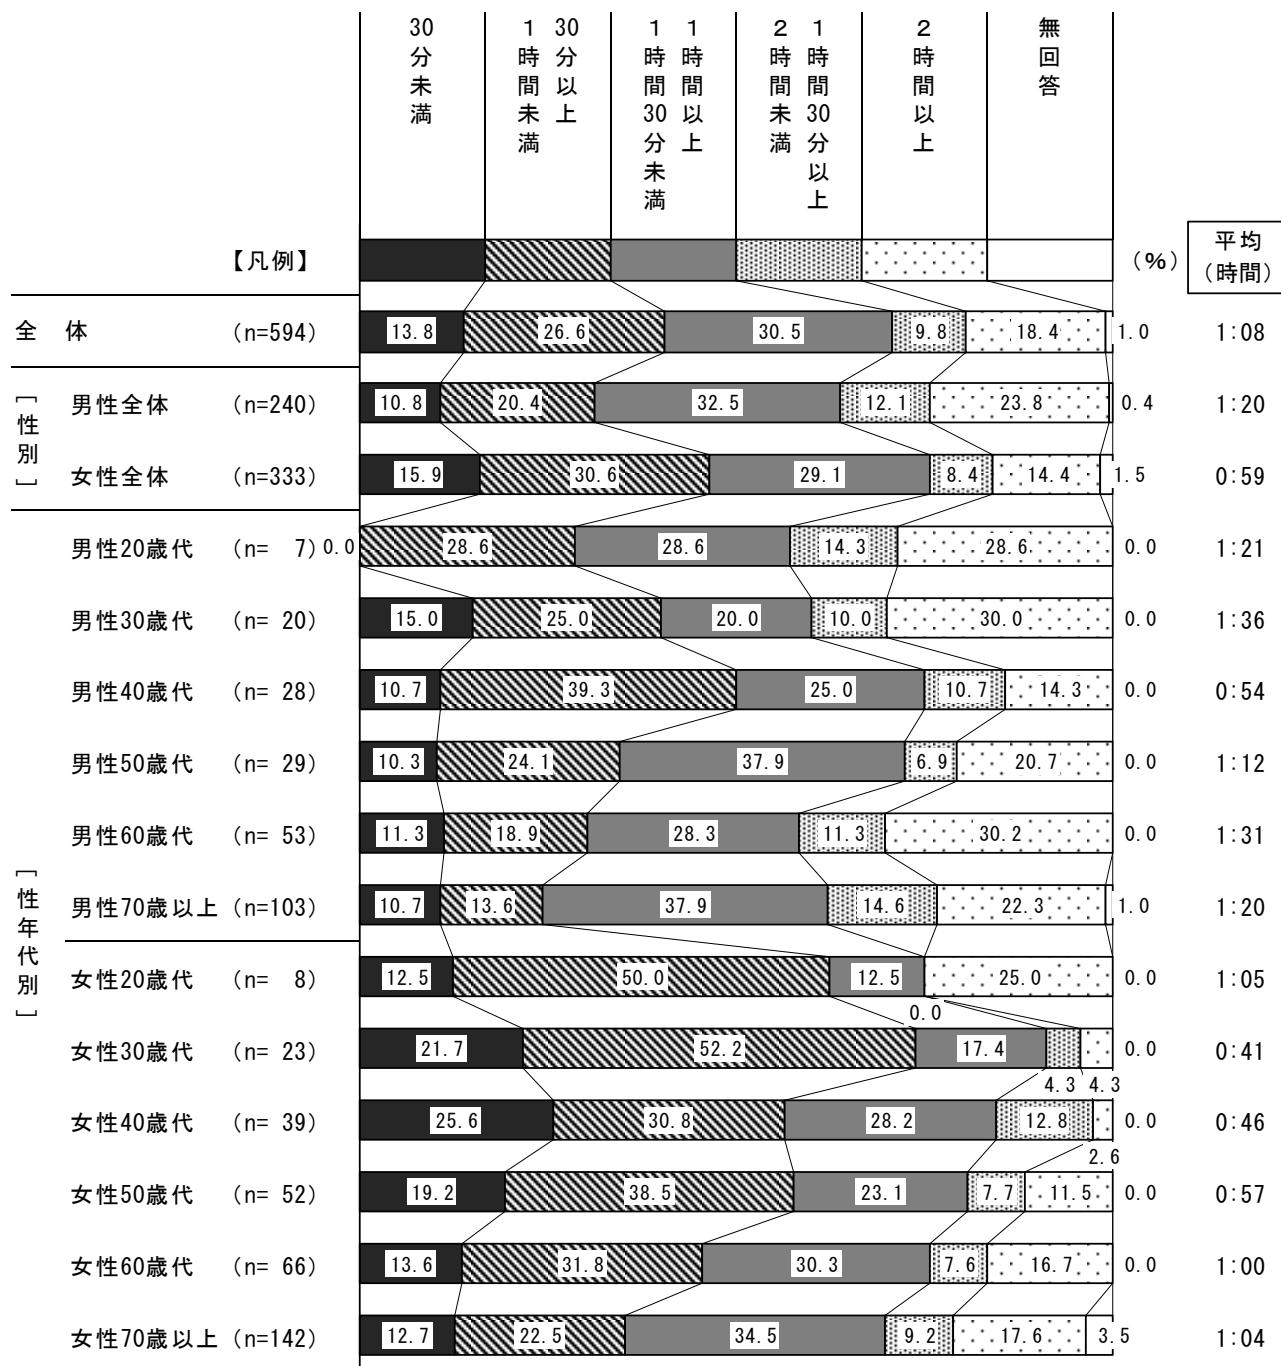 30分未満
30分以上
1時間未満
1時間以上
1時間30分未満
1時間30分以上
2時間未満
2時間以上
無回答
【凡例】 (%) 平均
(時間)
全 体 (n=594) 13.8 26.6 30.5 9.8 18.4 1.0 1:08
[性別]
男性全体 (n=240) 10.8 20.4 32.5 12.1 23.8 0.4 1:20
女性全体 (n=333) 15.9 30.6 29.1 8.4 14.4 1.5 0:59
[性年代別]
男性20歳代 (n= 7) 0.0 28.6 28.6 14.3 28.6 0.0 1:21
男性30歳代 (n= 20) 15.0 25.0 20.0 10.0 30.0 0.0 1:36
男性40歳代 (n= 28) 10.7 39.3 25.0 10.7 14.3 0.0 0:54
男性50歳代 (n= 29) 10.3 24.1 37.9 6.9 20.7 0.0 1:12
男性60歳代 (n= 53) 11.3 18.9 28.3 11.3 30.2 0.0 1:31
男性70歳以上 (n=103) 10.7 13.6 37.9 14.6 22.3 1.0 1:20
女性20歳代 (n= 8) 12.5 50.0 12.5 25.0 0.0 1:05
0.0
女性30歳代 (n= 23) 21.7 52.2 17.4 0.0 0:41
4.3 4.3
女性40歳代 (n= 39) 25.6 30.8 28.2 12.8 0.0 0:46
2.6
女性50歳代 (n= 52) 19.2 38.5 23.1 7.7 11.5 0.0 0:57
女性60歳代 (n= 66) 13.6 31.8 30.3 7.6 16.7 0.0 1:00
女性70歳以上 (n=142) 12.7 22.5 34.5 9.2 17.6 3.5 1:04